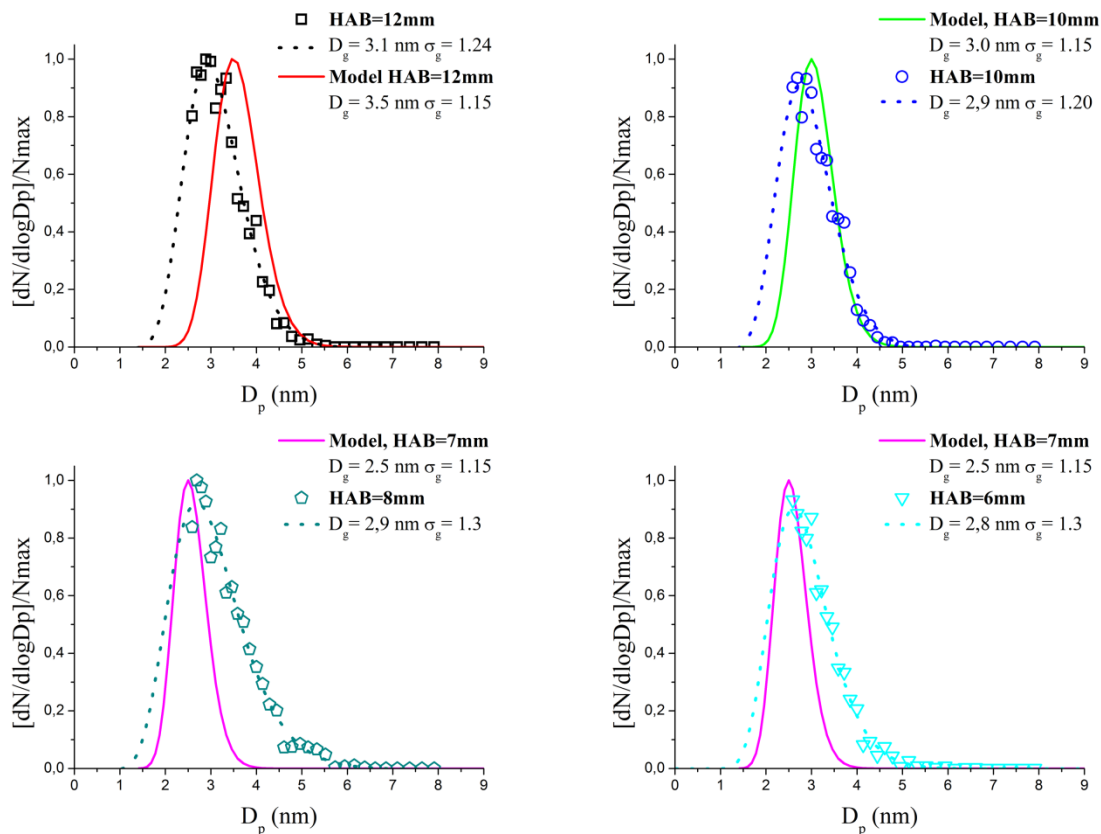 HAB=12mm
D_g = 3.1 nm σ_g = 1.24
Model HAB=12mm
D_g = 3.5 nm σ_g = 1.15
1,0
0,8
0,6
0,4
0,2
0,0
[dN/dlogDp]/Nmax
0 1 2 3 4 5 6 7 8 9
D_p (nm)
Model, HAB=10mm
D_g = 3.0 nm σ_g = 1.15
HAB=10mm
D_g = 2,9 nm σ_g = 1.20
1,0
0,8
0,6
0,4
0,2
0,0
[dN/dlogDp]/Nmax
0 1 2 3 4 5 6 7 8 9
D_p (nm)
Model, HAB=7mm
D_g = 2.5 nm σ_g = 1.15
HAB=8mm
D_g = 2,9 nm σ_g = 1.3
1,0
0,8
0,6
0,4
0,2
0,0
[dN/dlogDp]/Nmax
0 1 2 3 4 5 6 7 8 9
D_p (nm)
Model, HAB=7mm
D_g = 2.5 nm σ_g = 1.15
HAB=6mm
D_g = 2,8 nm σ_g = 1.3
1,0
0,8
0,6
0,4
0,2
0,0
[dN/dlogDp]/Nmax
0 1 2 3 4 5 6 7 8 9
D_p (nm)